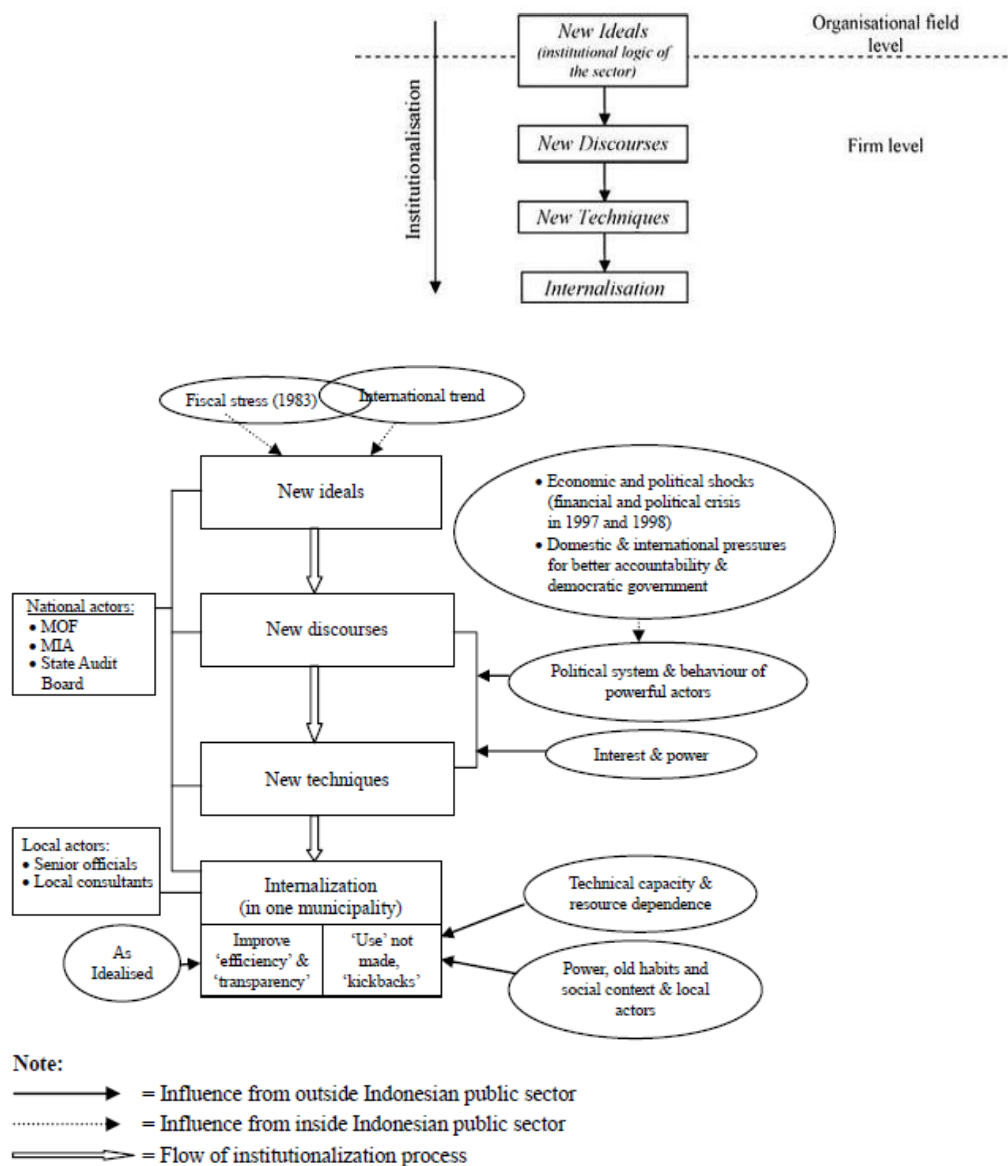 New Ideals
(institutional logic of
the sector)
Organisational field
level
Institutionalisation
New Discourses
Firm level
New Techniques
Internalisation
Fiscal stress (1983)
International trend
New ideals
• Economic and political shocks
(financial and political crisis
in 1997 and 1998)
• Domestic & international pressures
for better accountability &
democratic government
National actors:
• MOF
• MIA
• State Audit
Board
New discourses
Political system & behaviour of
powerful actors
Interest & power
New techniques
Local actors:
• Senior officials
• Local consultants
Internalization
(in one municipality)
Technical capacity &
resource dependence
As
Idealised
Improve
‘efficiency’ &
‘transparency’
‘Use’ not
made,
‘kickbacks’
Power, old habits and
social context & local
actors
Note:
= Influence from outside Indonesian public sector
= Influence from inside Indonesian public sector
= Flow of institutionalization process